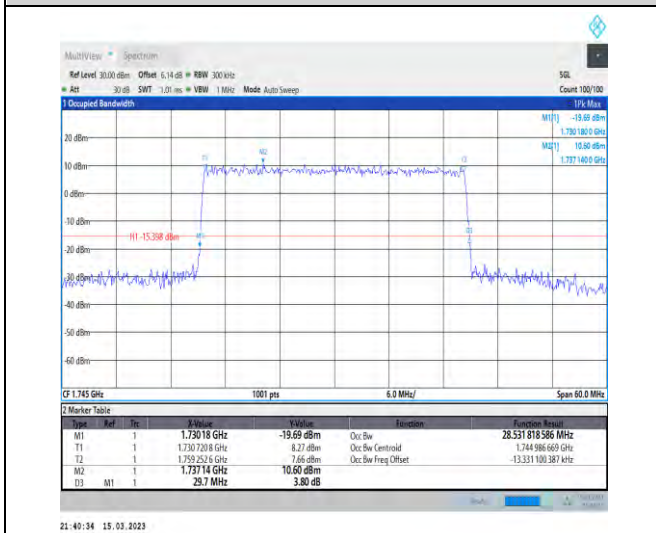 MultiView Spectrum
Ref Level 30.00 dBm Offset 6.14 dB RBW 300 kHz SGL
Att 30 dB SWT 1.01 ms VBW 1 MHz Mode Auto Sweep Count 100/100
1 Occupied Bandwidth 1Pk Max
M1[1] -19.69 dBm
1.730 180 0 GHz
M2[1] 10.60 dBm
1.737 140 0 GHz
20 dBm
M2
T1
10 dBm
0 dBm
-10 dBm
H1 -15.398 dBm
-20 dBm
-30 dBm
-40 dBm
-50 dBm
-60 dBm
CF 1.745 GHz 1001 pts 6.0 MHz/ Span 60.0 MHz
2 Marker Table
Type Ref Trc X-Value Y-Value Function Function Result
M1 1 1.73018 GHz -19.69 dBm Occ Bw 28.531 818 586 MHz
T1 1 1.730 720 8 GHz 8.27 dBm Occ Bw Centroid 1.744 986 669 GHz
T2 1 1.759 252 6 GHz 7.66 dBm Occ Bw Freq Offset -13.331 100 387 kHz
M2 1 1.73714 GHz 10.60 dBm
D3 M1 1 29.7 MHz 3.80 dB
21:40:34 15.03.2023